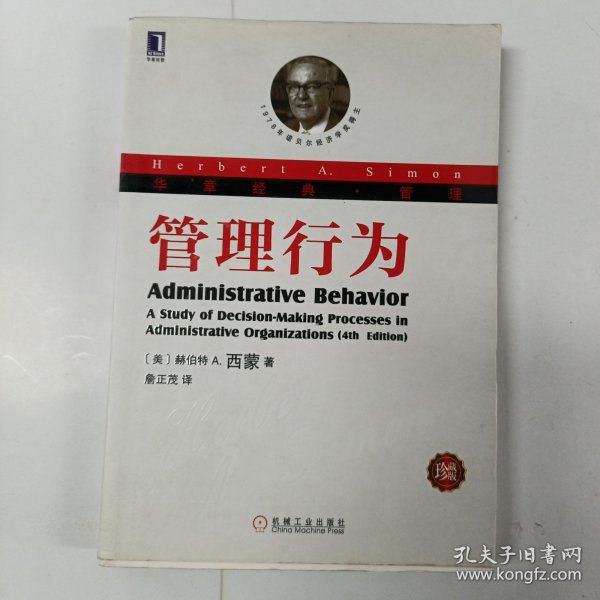 华章经管
1978年诺贝尔经济学奖得主
Herbert A. Simon
华章经典·管理
管理行为
Administrative Behavior
A Study of Decision-Making Processes in
Administrative Organizations (4th Edition)
〔美〕赫伯特 A. 西蒙 著
詹正茂 译
珍藏版
机械工业出版社
China Machine Press
孔夫子旧书网
www.kongfz.com